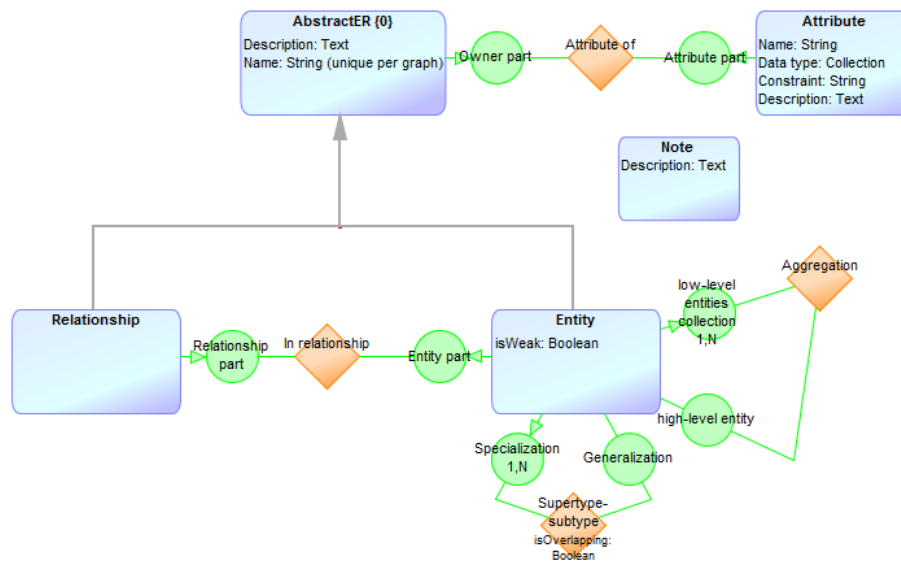 AbstractER {0}
Description: Text
Name: String (unique per graph)
Owner part
Attribute of
Attribute part
Attribute
Name: String
Data type: Collection
Constraint: String
Description: Text
Note
Description: Text
Aggregation
low-level
entities
collection
1,N
Relationship
Relationship
part
In relationship
Entity part
Entity
isWeak: Boolean
high-level entity
Specialization
1,N
Generalization
Supertype-
subtype
isOverlapping:
Boolean